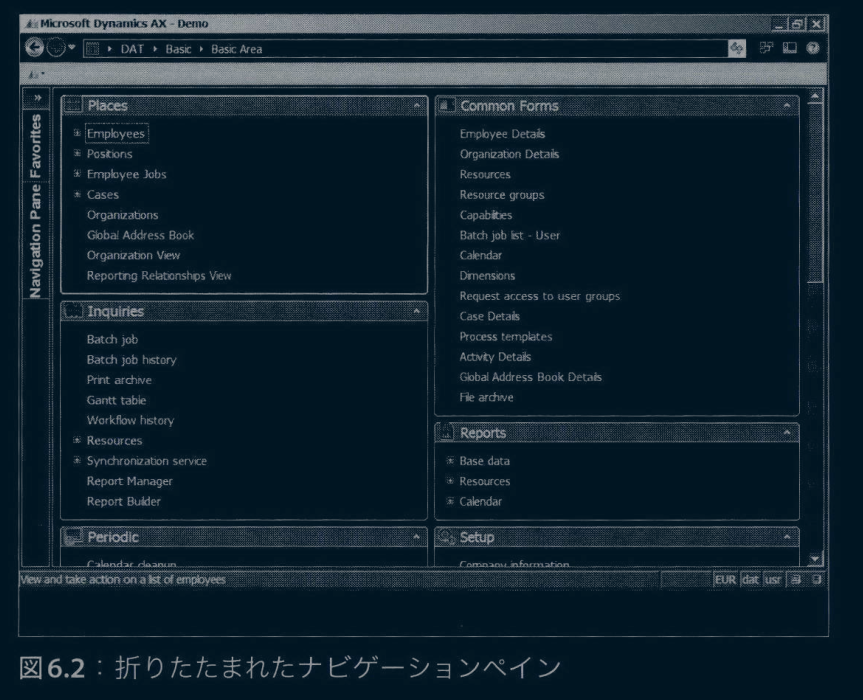 Microsoft Dynamics AX - Demo
DAT Basic Basic Area
Navigation Pane Favorites
Places
Employees
Positions
Employee Jobs
Cases
Organizations
Global Address Book
Organization View
Reporting Relationships View
Inquiries
Batch job
Batch job history
Print archive
Gantt table
Workflow history
Resources
Synchronization service
Report Manager
Report Builder
Periodic
Calendar cleanup
Common Forms
Employee Details
Organization Details
Resources
Resource groups
Capabilities
Batch job list - User
Calendar
Dimensions
Request access to user groups
Case Details
Process templates
Activity Details
Global Address Book Details
File archive
Reports
Base data
Resources
Calendar
Setup
Company information
View and take action on a list of employees
EUR dat usr
図6.2：折りたたまれたナビゲーションペイン